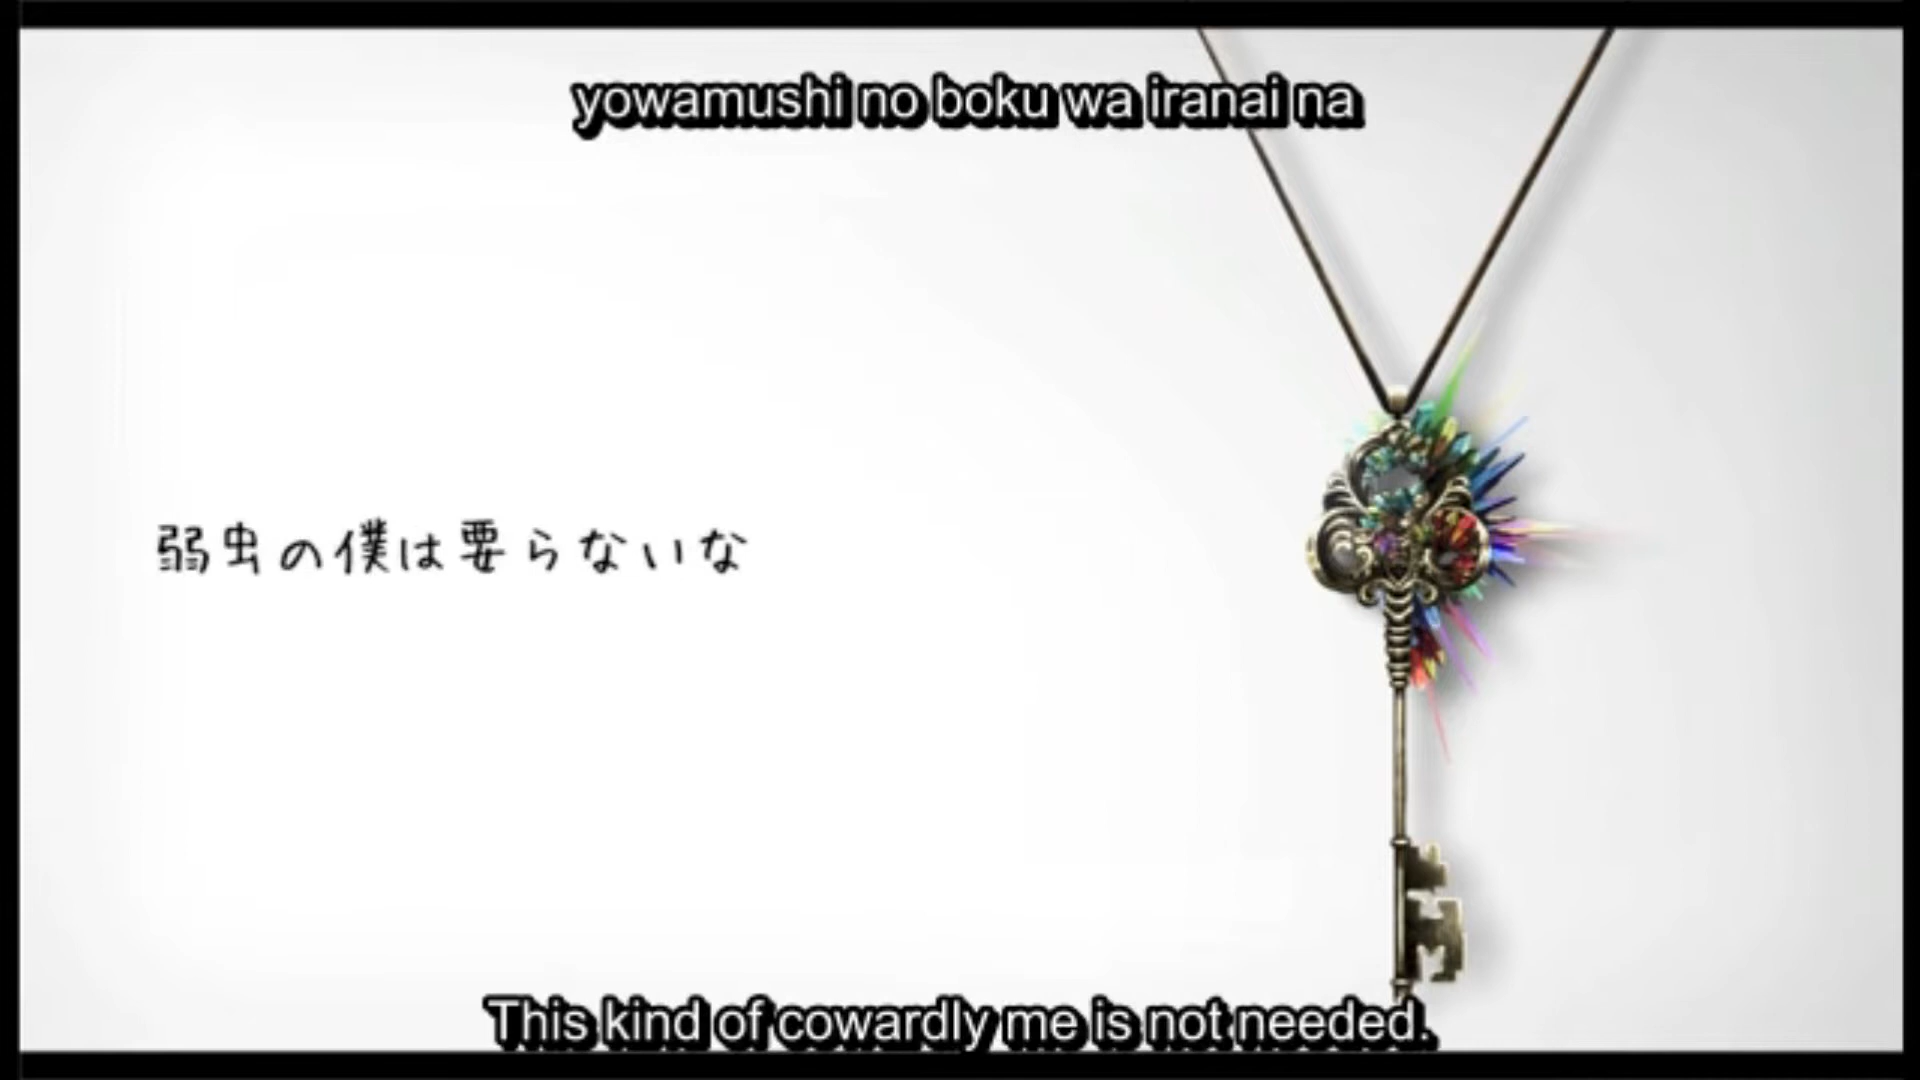 yowamushi no boku wa iranai na
弱虫の僕は要らないな
This kind of cowardly me is not needed.